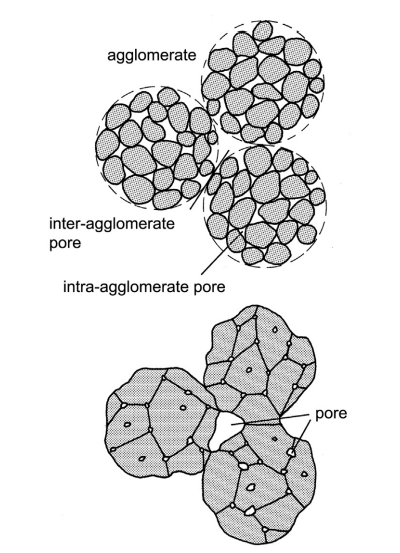 agglomerate
inter-agglomerate
pore
intra-agglomerate pore
pore